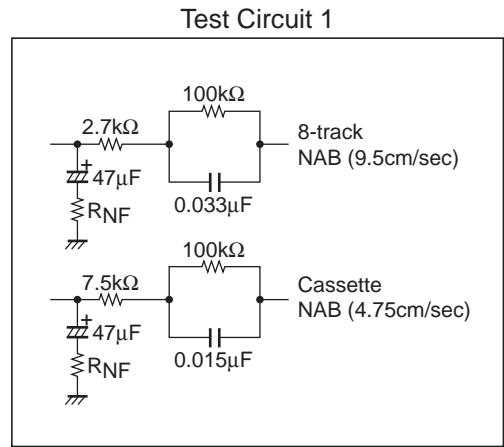 Test Circuit 1
100kΩ
2.7kΩ
8-track
NAB (9.5cm/sec)
+
47μF
0.033μF
RNF
100kΩ
7.5kΩ
Cassette
NAB (4.75cm/sec)
+
47μF
0.015μF
RNF